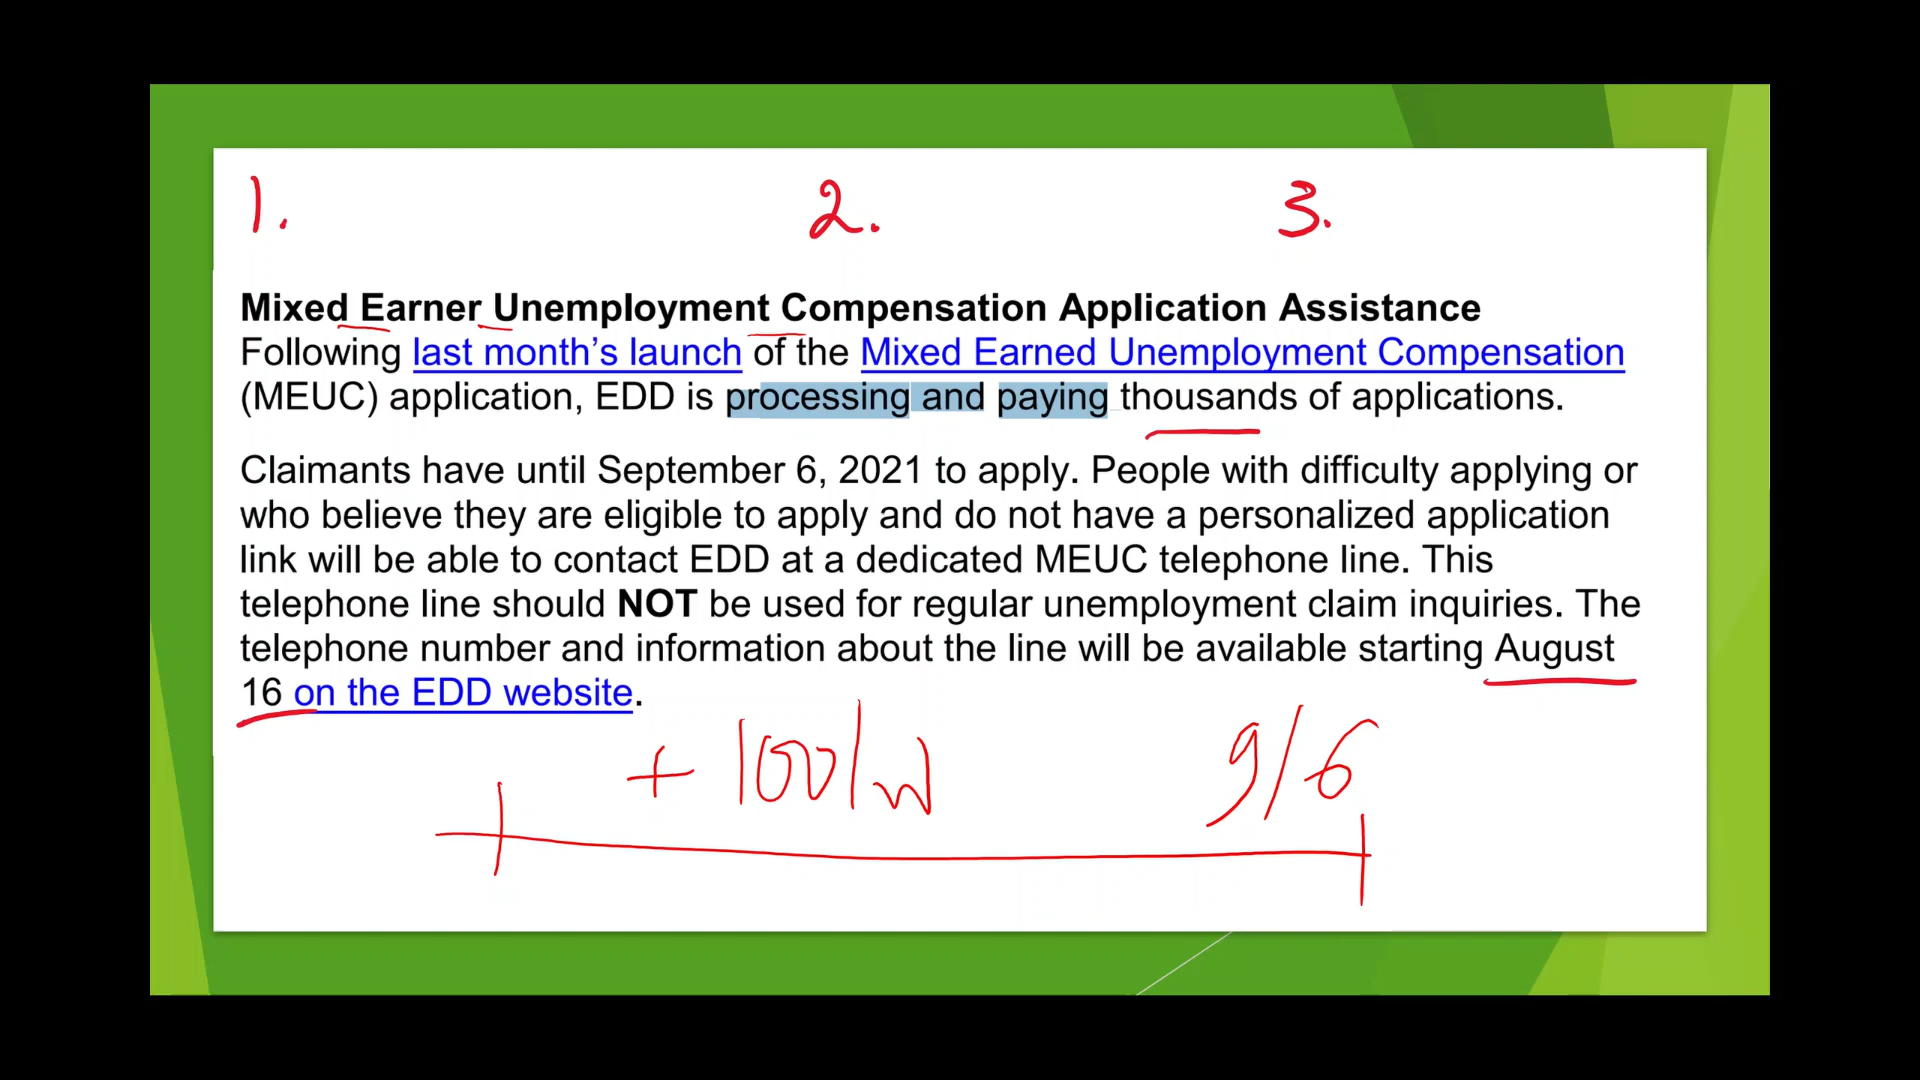 1. 2. 3.
Mixed Earner Unemployment Compensation Application Assistance
Following last month’s launch of the Mixed Earned Unemployment Compensation
(MEUC) application, EDD is processing and paying thousands of applications.
Claimants have until September 6, 2021 to apply. People with difficulty applying or
who believe they are eligible to apply and do not have a personalized application
link will be able to contact EDD at a dedicated MEUC telephone line. This
telephone line should NOT be used for regular unemployment claim inquiries. The
telephone number and information about the line will be available starting August
16 on the EDD website.
+ 100/w 9/6